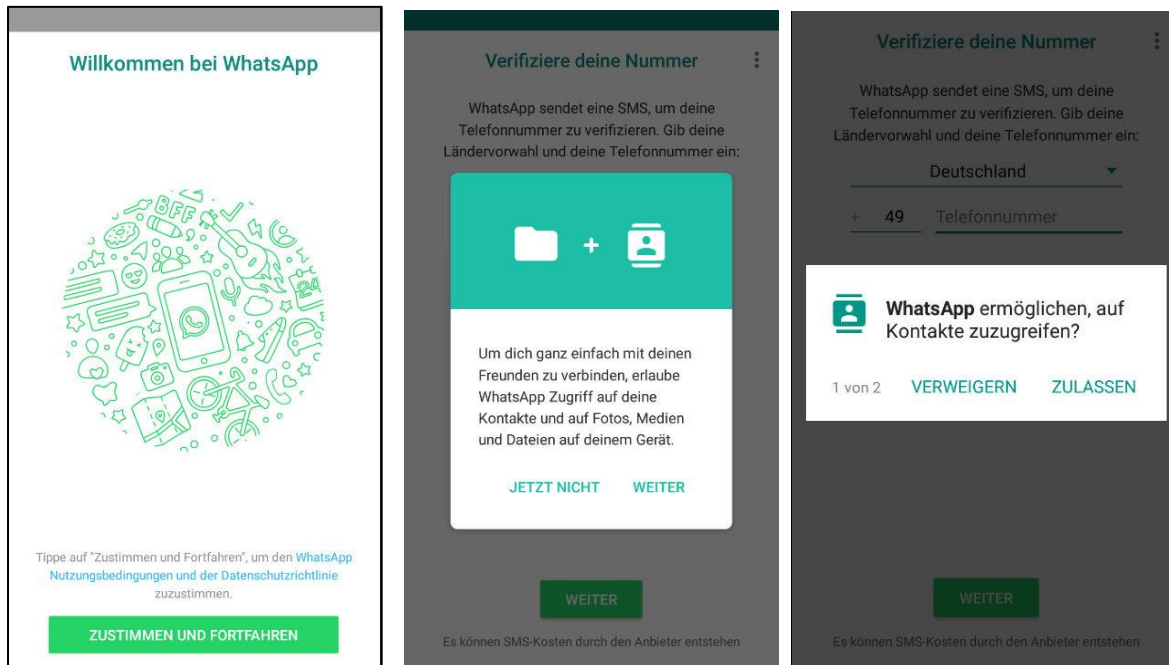 Willkommen bei WhatsApp
BFF
24
Tippe auf "Zustimmen und Fortfahren", um den WhatsApp
Nutzungsbedingungen und der Datenschutzrichtlinie
zuzustimmen.
ZUSTIMMEN UND FORTFAHREN
Verifiziere deine Nummer
WhatsApp sendet eine SMS, um deine
Telefonnummer zu verifizieren. Gib deine
Ländervorwahl und deine Telefonnummer ein:
+
Um dich ganz einfach mit deinen
Freunden zu verbinden, erlaube
WhatsApp Zugriff auf deine
Kontakte und auf Fotos, Medien
und Dateien auf deinem Gerät.
JETZT NICHT WEITER
WEITER
Es können SMS-Kosten durch den Anbieter entstehen
Verifiziere deine Nummer
WhatsApp sendet eine SMS, um deine
Telefonnummer zu verifizieren. Gib deine
Ländervorwahl und deine Telefonnummer ein:
Deutschland
+ 49 Telefonnummer
WhatsApp ermöglichen, auf
Kontakte zuzugreifen?
1 von 2 VERWEIGERN ZULASSEN
WEITER
Es können SMS-Kosten durch den Anbieter entstehen